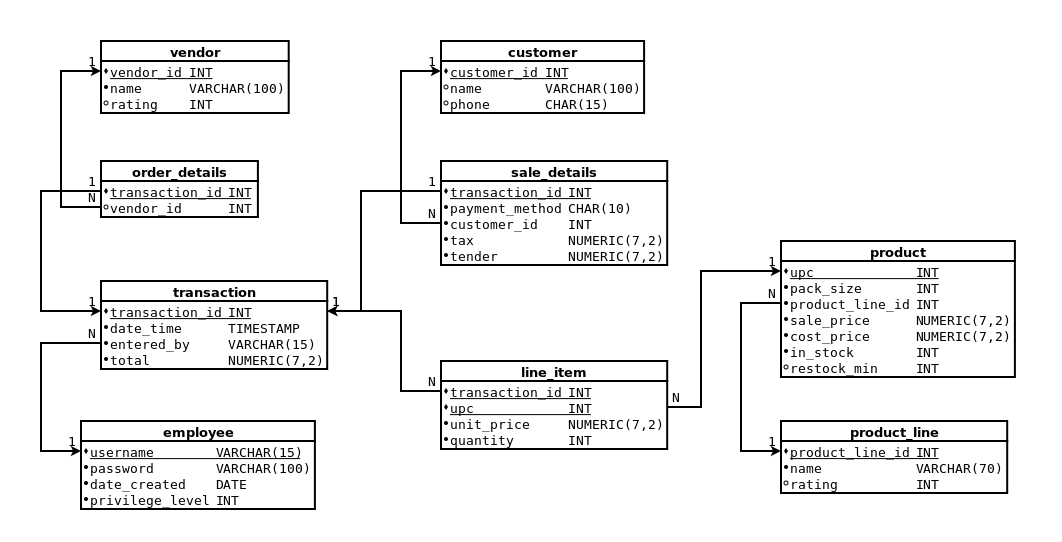 vendor
1
vendor_id INT
name VARCHAR(100)
rating INT
customer
1
customer_id INT
name VARCHAR(100)
phone CHAR(15)
order_details
1
transaction_id INT
N
vendor_id INT
sale_details
1
transaction_id INT
payment_method CHAR(10)
N
customer_id INT
tax NUMERIC(7,2)
tender NUMERIC(7,2)
transaction
1
transaction_id INT
1
date_time TIMESTAMP
N
entered_by VARCHAR(15)
total NUMERIC(7,2)
product
1
upc INT
pack_size INT
N
product_line_id INT
sale_price NUMERIC(7,2)
cost_price NUMERIC(7,2)
in_stock INT
restock_min INT
line_item
N
transaction_id INT
upc INT
N
unit_price NUMERIC(7,2)
quantity INT
employee
1
username VARCHAR(15)
password VARCHAR(100)
date_created DATE
privilege_level INT
product_line
1
product_line_id INT
name VARCHAR(70)
rating INT